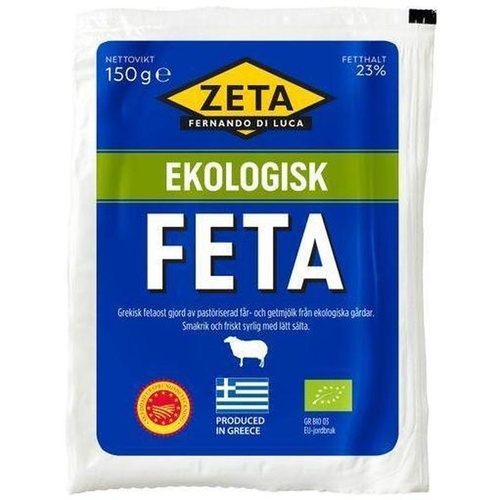 NETTOVIKT
150 g ℮
FETTHALT
23%
ZETA
FERNANDO DI LUCA
EKOLOGISK
FETA
Grekisk fetaost gjord av pastöriserad får- och getmjölk från ekologiska gårdar.
Smakrik och friskt syrlig med lätt sälta.
PRODUCED
IN GREECE
GR BIO 03
EU-jordbruk